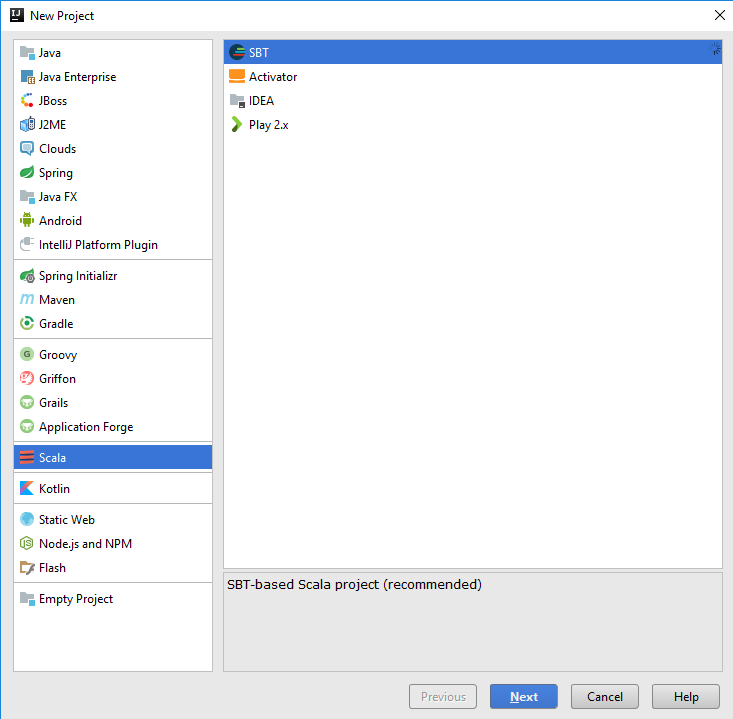 New Project
Java
Java Enterprise
JBoss
J2ME
Clouds
Spring
Java FX
Android
IntelliJ Platform Plugin
Spring Initializr
Maven
Gradle
Groovy
Griffon
Grails
Application Forge
Scala
Kotlin
Static Web
Node.js and NPM
Flash
Empty Project
SBT
Activator
IDEA
Play 2.x
SBT-based Scala project (recommended)
Previous
Next
Cancel
Help